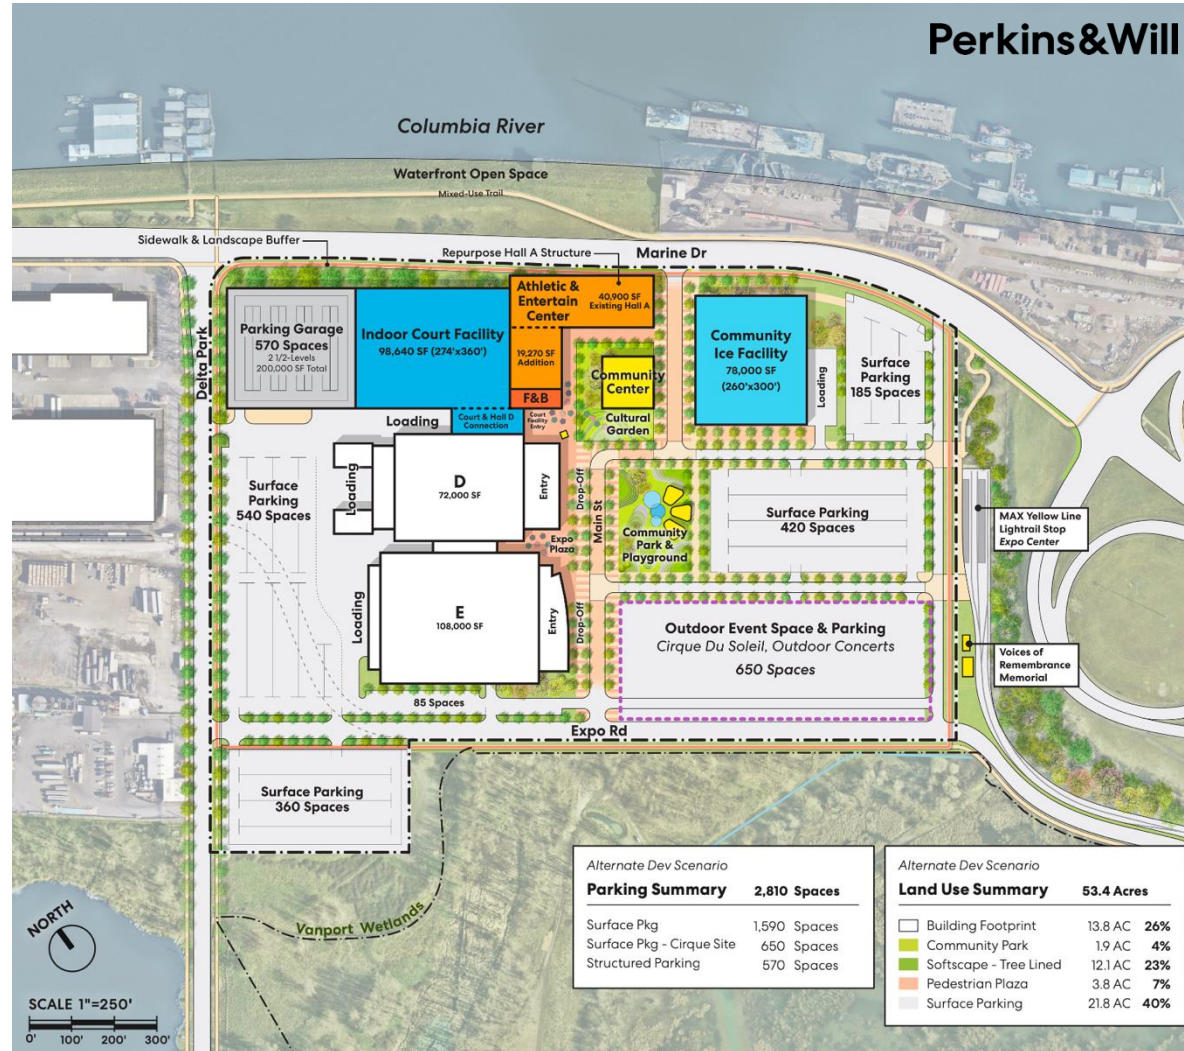 Perkins&Will
Columbia River
Waterfront Open Space
Mixed-Use Trail
Sidewalk & Landscape Buffer
Repurpose Hall A Structure
Marine Dr
Delta Park
Parking Garage
570 Spaces
2 1/2-Levels
200,000 SF Total
Indoor Court Facility
98,640 SF (274'x360')
Athletic &
Entertain
Center
40,900 SF
Existing Hall A
19,270 SF
Addition
F&B
Court
Facility
Entry
Court & Hall D
Connection
Community
Center
Cultural
Garden
Community
Ice Facility
78,000 SF
(260'x300')
Loading
Surface
Parking
185 Spaces
Loading
Surface
Parking
540 Spaces
Loading
D
72,000 SF
Entry
Drop-Off
Main St
Expo
Plaza
Community
Park &
Playground
Surface Parking
420 Spaces
MAX Yellow Line
Lightrail Stop
Expo Center
Loading
E
108,000 SF
Entry
Drop-Off
Outdoor Event Space & Parking
Cirque Du Soleil, Outdoor Concerts
650 Spaces
Voices of
Remembrance
Memorial
85 Spaces
Expo Rd
Surface Parking
360 Spaces
Vanport Wetlands
NORTH
SCALE 1"=250'
0' 100' 200' 300'
Alternate Dev Scenario
Parking Summary 2,810 Spaces
Surface Pkg 1,590 Spaces
Surface Pkg - Cirque Site 650 Spaces
Structured Parking 570 Spaces
Alternate Dev Scenario
Land Use Summary 53.4 Acres
Building Footprint 13.8 AC 26%
Community Park 1.9 AC 4%
Softscape - Tree Lined 12.1 AC 23%
Pedestrian Plaza 3.8 AC 7%
Surface Parking 21.8 AC 40%